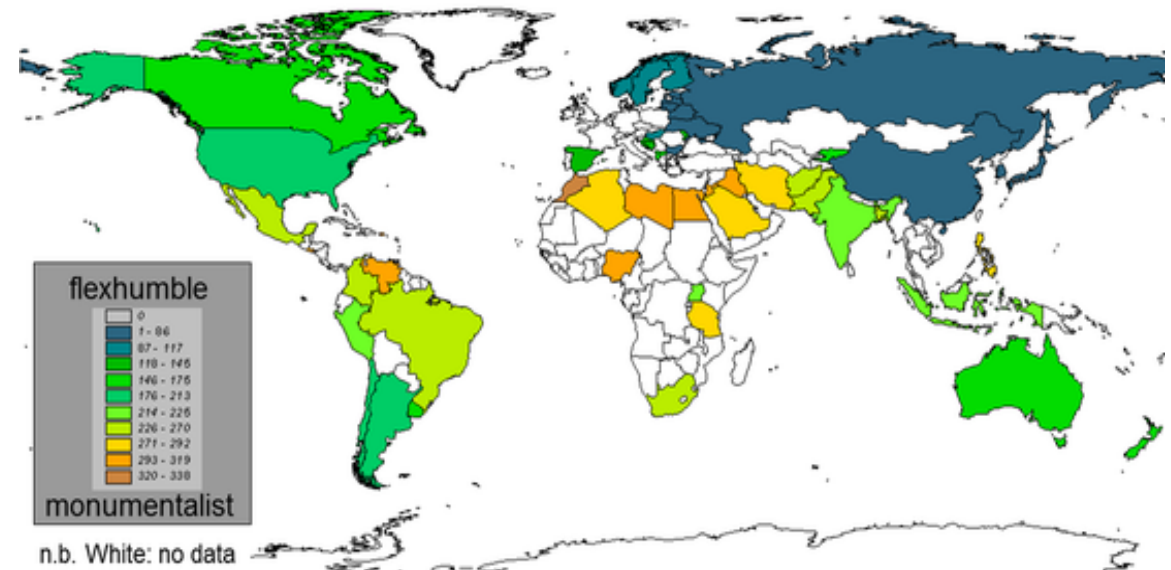 flexhumble
0
1 - 86
87 - 117
118 - 145
146 - 175
176 - 213
214 - 225
226 - 270
271 - 292
293 - 319
320 - 338
monumentalist
n.b. White: no data